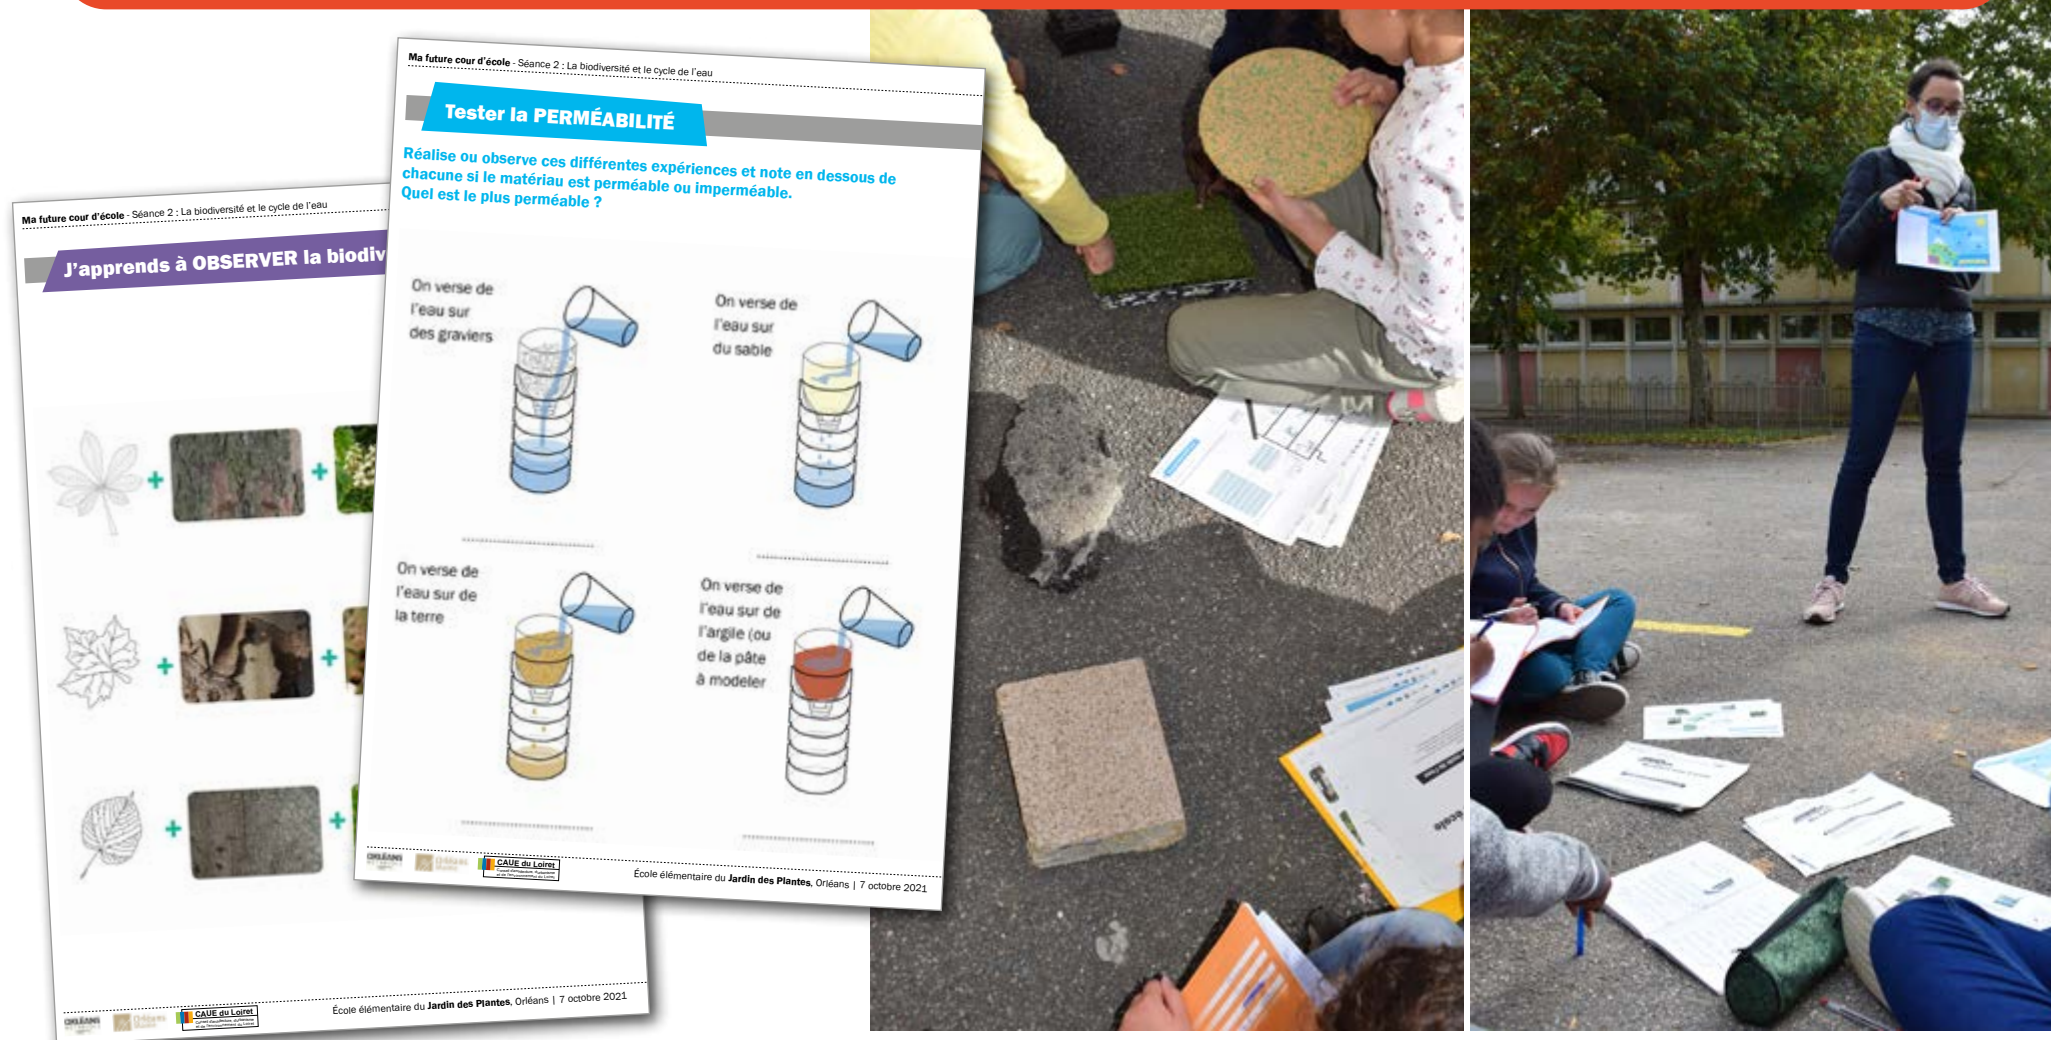 Ma future cour d'école - Séance 2 : La biodiversité et le cycle de l'eau
J'apprends à OBSERVER la biodiv
École élémentaire du Jardin des Plantes, Orléans | 7 octobre 2021
ORLÉANS
Orléans
CAUE du Loiret
Ma future cour d'école - Séance 2 : La biodiversité et le cycle de l'eau
Tester la PERMÉABILITÉ
Réalise ou observe ces différentes expériences et note en dessous de
chacune si le matériau est perméable ou imperméable.
Quel est le plus perméable ?
On verse de
l'eau sur
des graviers
On verse de
l'eau sur
du sable
On verse de
l'eau sur de
la terre
On verse de
l'eau sur de
l'argile (ou
de la pâte
à modeler
ORLÉANS
Orléans
CAUE du Loiret
École élémentaire du Jardin des Plantes, Orléans | 7 octobre 2021
école